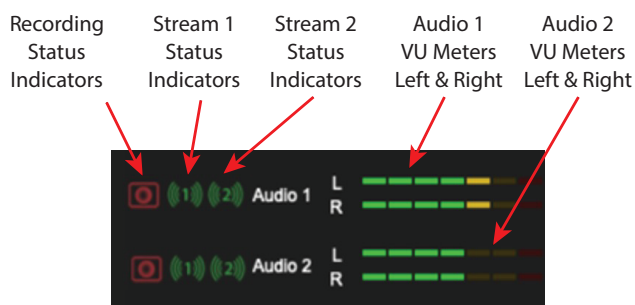 Recording
Status
Indicators
Stream 1
Status
Indicators
Stream 2
Status
Indicators
Audio 1
VU Meters
Left & Right
Audio 2
VU Meters
Left & Right
1 2 Audio 1 L
R
1 2 Audio 2 L
R